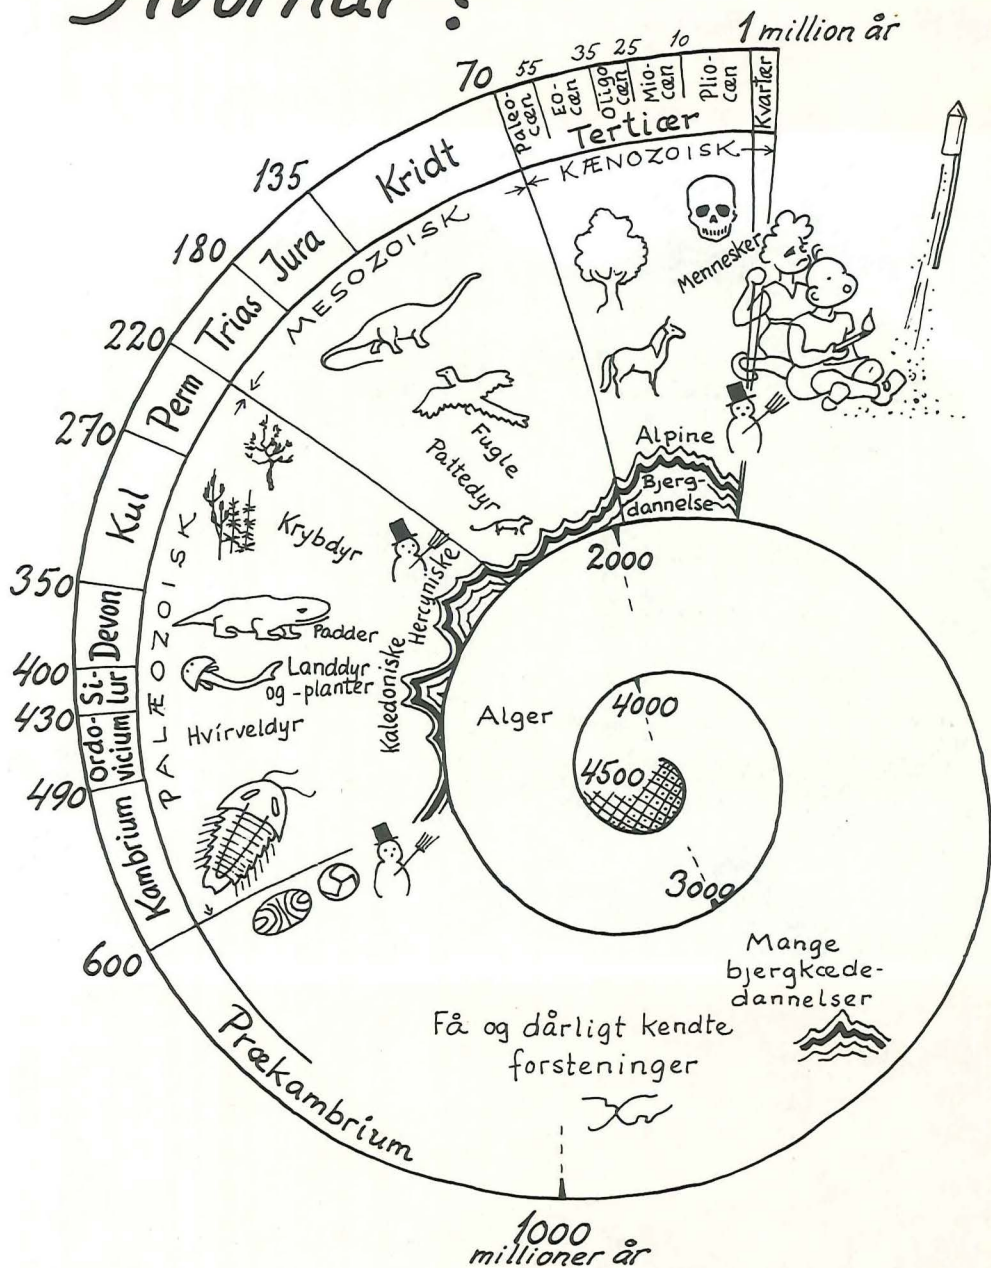 Hvornår?
1 million år
10
25
35
55
70
135
180
220
270
350
400
430
490
600
Kvartær
Plio-
cæn
Mio-
cæn
Oligo
cæn
Eo-
cæn
Paleo-
cæn
Tertiær
Kridt
Jura
Trias
Perm
Kul
Devon
Si-
lur
Ordo-
vicium
Kambrium
Prækambrium
KÆNOZOISK
MESOZOISK
PALÆOZOISK
Mennesker
Fugle
Pattedyr
Krybdyr
Padder
Landdyr
og -planter
Hvirveldyr
Alpine
Bjerg-
dannelse
Hercyniske
Kaledoniske
2000
Alger
4000
4500
3000
Mange
bjergkæde-
dannelser
Få og dårligt kendte
forsteninger
1000
millioner år